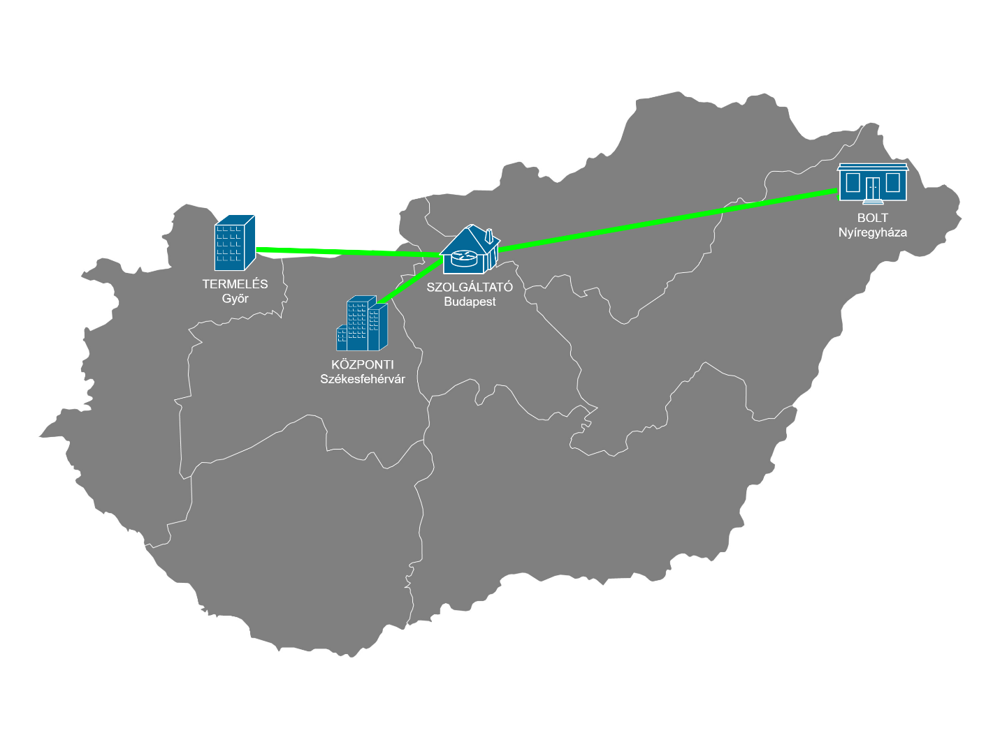 BOLT
Nyíregyháza
TERMELÉS
Győr
SZOLGÁLTATÓ
Budapest
KÖZPONTI
Székesfehérvár